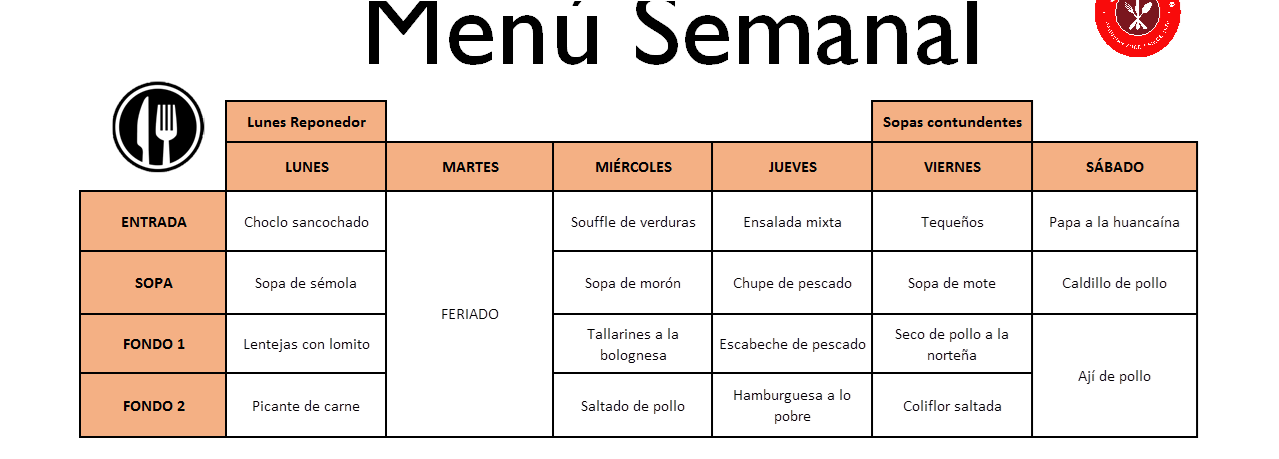 Menú Semanal
Lunes Reponedor
Sopas contundentes
LUNES
MARTES
MIÉRCOLES
JUEVES
VIERNES
SÁBADO
ENTRADA
Choclo sancochado
Souffle de verduras
Ensalada mixta
Tequeños
Papa a la huancaína
SOPA
Sopa de sémola
Sopa de morón
Chupe de pescado
Sopa de mote
Caldillo de pollo
FERIADO
FONDO 1
Lentejas con lomito
Tallarines a la
bolognesa
Escabeche de pescado
Seco de pollo a la
norteña
Ají de pollo
FONDO 2
Picante de carne
Saltado de pollo
Hamburguesa a lo
pobre
Coliflor saltada